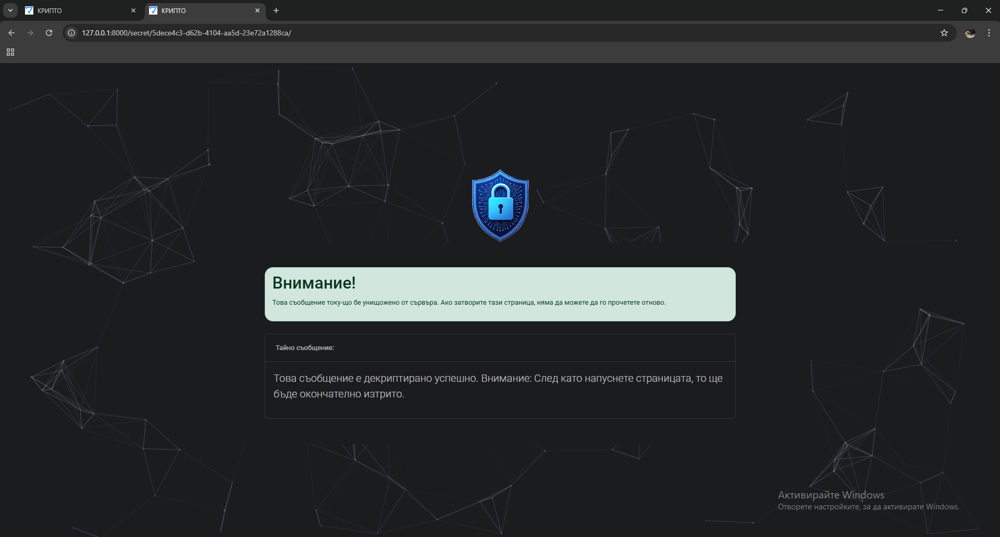 КРИПТО
КРИПТО
127.0.0.1:8000/secret/5dece4c3-d62b-4104-aa5d-23e72a1288ca/
Внимание!
Това съобщение току-що бе унищожено от сървъра. Ако затворите тази страница, няма да можете да го прочетете отново.
Тайно съобщение:
Това съобщение е декриптирано успешно. Внимание: След като напуснете страницата, то ще
бъде окончателно изтрито.
Активирайте Windows
Отворете настройките, за да активирате Windows.